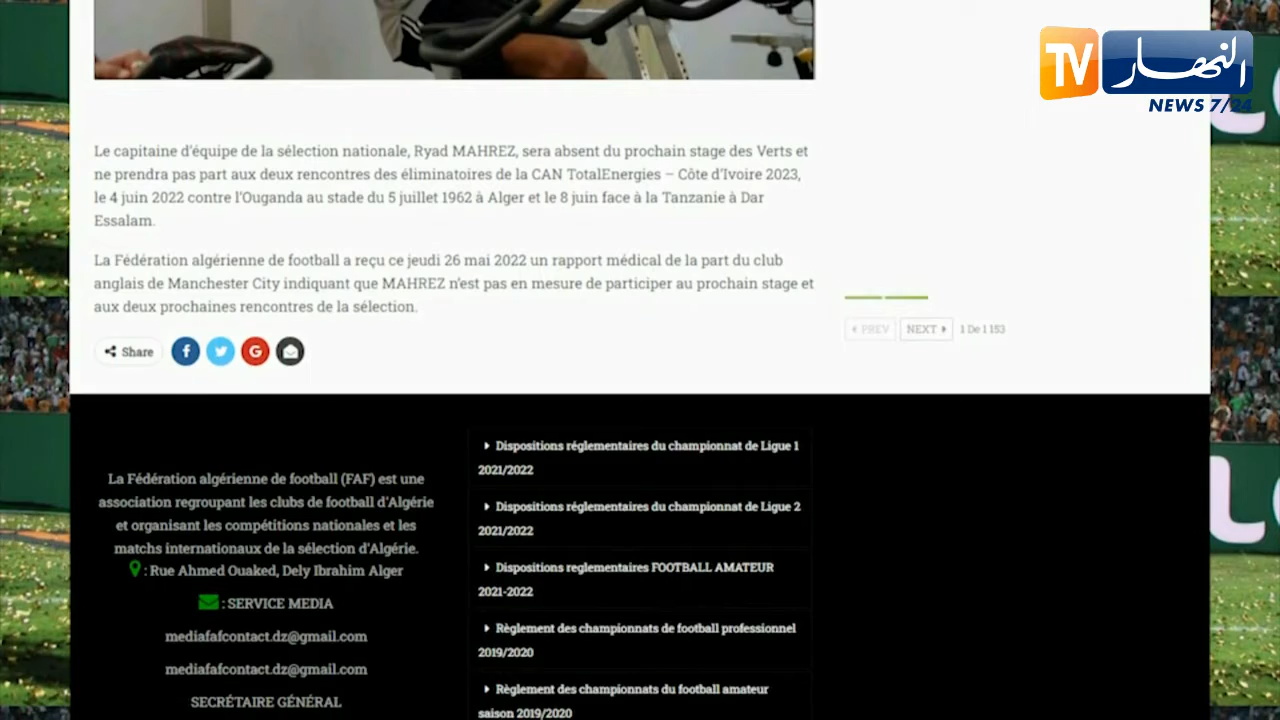 TV النهار
NEWS 7/24
Le capitaine d'équipe de la sélection nationale, Ryad MAHREZ, sera absent du prochain stage des Verts et
ne prendra pas part aux deux rencontres des éliminatoires de la CAN TotalEnergies – Côte d'Ivoire 2023,
le 4 juin 2022 contre l'Ouganda au stade du 5 juillet 1962 à Alger et le 8 juin face à la Tanzanie à Dar
Essalam.
La Fédération algérienne de football a reçu ce jeudi 26 mai 2022 un rapport médical de la part du club
anglais de Manchester City indiquant que MAHREZ n'est pas en mesure de participer au prochain stage et
aux deux prochaines rencontres de la sélection.
Share
PREV NEXT 1 De 1 153
La Fédération algérienne de football (FAF) est une
association regroupant les clubs de football d'Algérie
et organisant les compétitions nationales et les
matchs internationaux de la sélection d'Algérie.
: Rue Ahmed Ouaked, Dely Ibrahim Alger
: SERVICE MEDIA
mediafafcontact.dz@gmail.com
mediafafcontact.dz@gmail.com
SECRÉTAIRE GÉNÉRAL
Dispositions réglementaires du championnat de Ligue 1
2021/2022
Dispositions réglementaires du championnat de Ligue 2
2021/2022
Dispositions reglementaires FOOTBALL AMATEUR
2021-2022
Règlement des championnats de football professionnel
2019/2020
Règlement des championnats du football amateur
saison 2019/2020